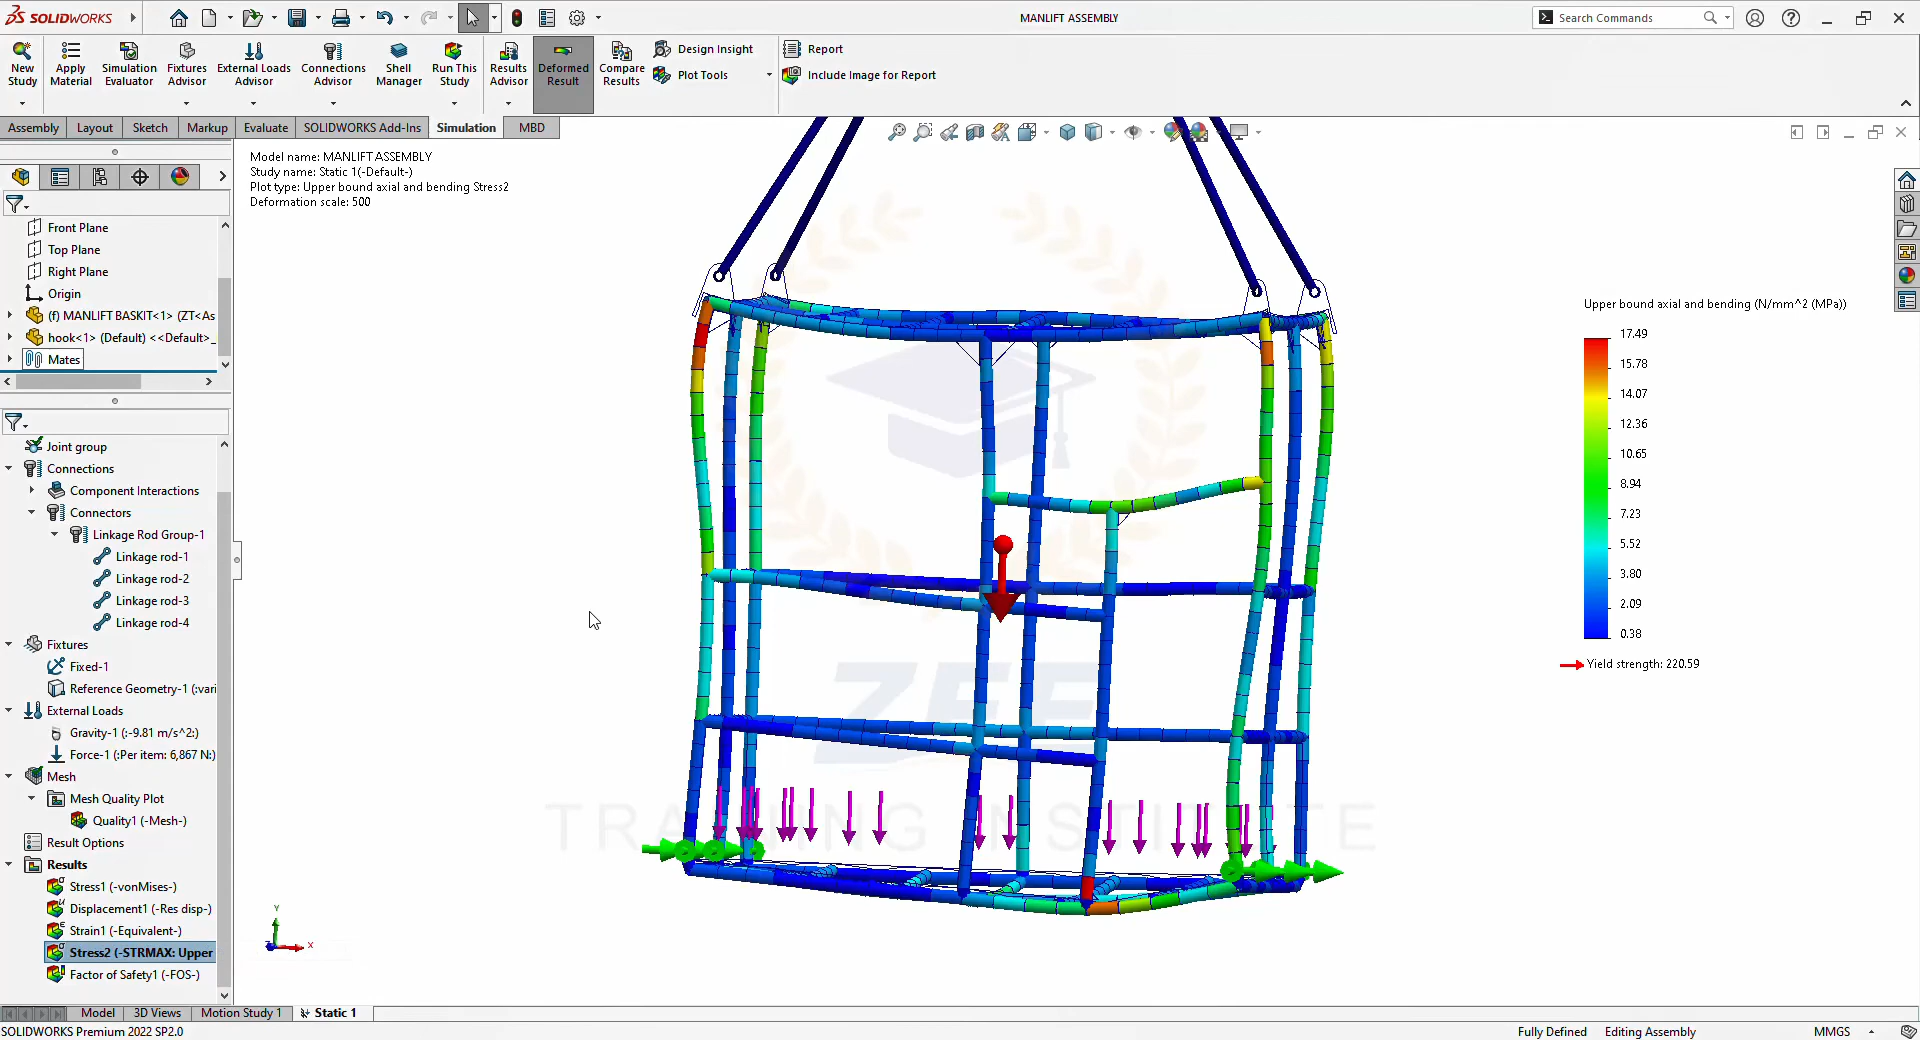 SOLIDWORKS
MANLIFT ASSEMBLY
Search Commands
New Study
Apply Material
Simulation Evaluator
Fixtures Advisor
External Loads Advisor
Connections Advisor
Shell Manager
Run This Study
Results Advisor
Deformed Result
Compare Results
Design Insight
Plot Tools
Report
Include Image for Report
Assembly
Layout
Sketch
Markup
Evaluate
SOLIDWORKS Add-Ins
Simulation
MBD
Front Plane
Top Plane
Right Plane
Origin
(f) MANLIFT BASKIT<1> (ZT<As
hook<1> (Default) <<Default>_
Mates
Joint group
Connections
Component Interactions
Connectors
Linkage Rod Group-1
Linkage rod-1
Linkage rod-2
Linkage rod-3
Linkage rod-4
Fixtures
Fixed-1
Reference Geometry-1 (:vari
External Loads
Gravity-1 (:-9.81 m/s^2:)
Force-1 (:Per item: 6,867 N:)
Mesh
Mesh Quality Plot
Quality1 (-Mesh-)
Result Options
Results
Stress1 (-vonMises-)
Displacement1 (-Res disp-)
Strain1 (-Equivalent-)
Stress2 (-STRMAX: Upper
Factor of Safety1 (-FOS-)
Model name: MANLIFT ASSEMBLY
Study name: Static 1(-Default-)
Plot type: Upper bound axial and bending Stress2
Deformation scale: 500
Upper bound axial and bending (N/mm^2 (MPa))
17.49
15.78
14.07
12.36
10.65
8.94
7.23
5.52
3.80
2.09
0.38
Yield strength: 220.59
ZEE
TRAINING INSTITUTE
Y
X
Model
3D Views
Motion Study 1
Static 1
SOLIDWORKS Premium 2022 SP2.0
Fully Defined
Editing Assembly
MMGS